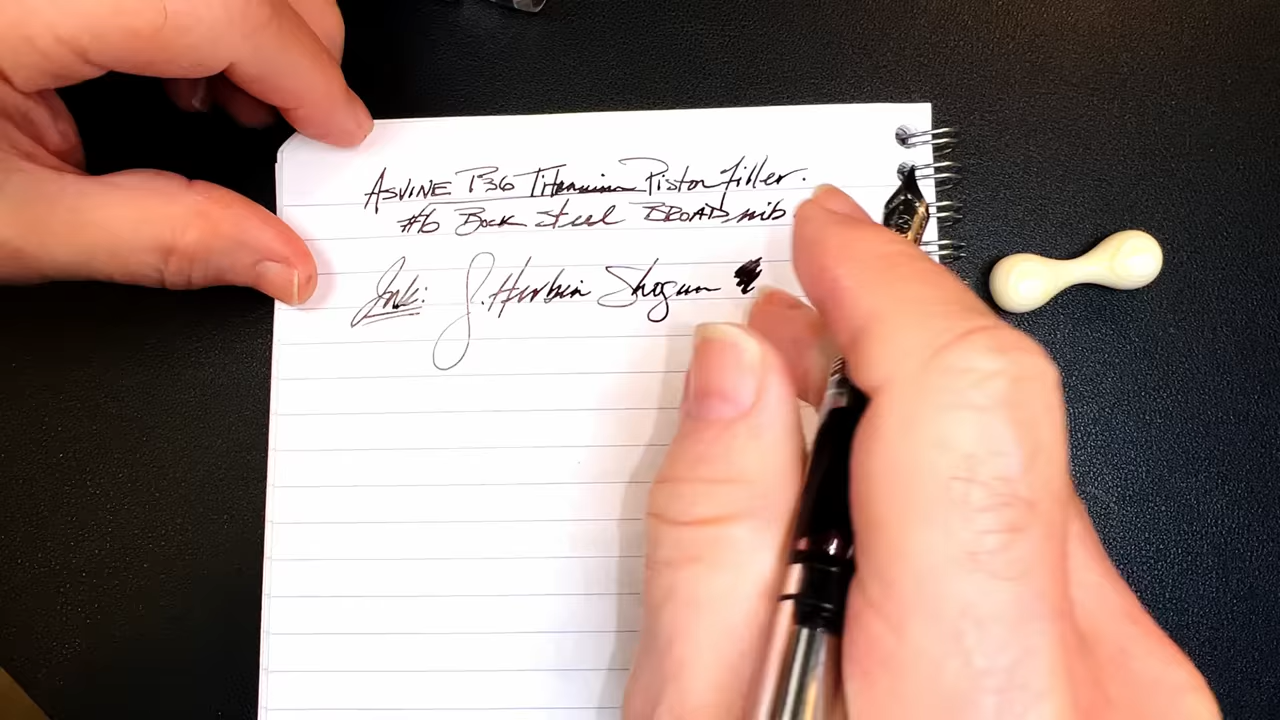 ASVINE P36 Titanium Piston filler.
#6 Bock Steel BROAD nib.
Ink: J. Herbin Shogun